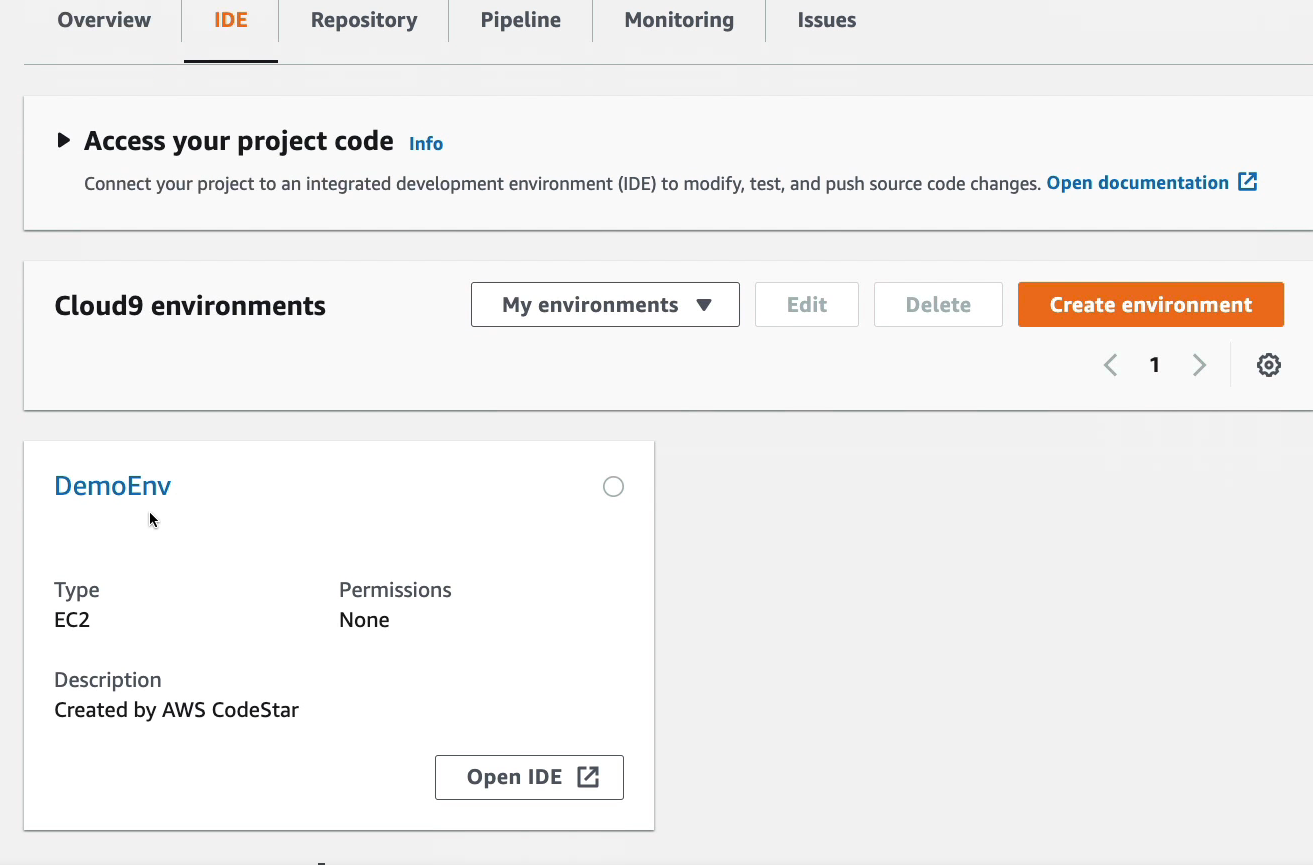 Overview IDE Repository Pipeline Monitoring Issues
Access your project code Info
Connect your project to an integrated development environment (IDE) to modify, test, and push source code changes. Open documentation
Cloud9 environments My environments Edit Delete Create environment
1
DemoEnv
Type Permissions
EC2 None
Description
Created by AWS CodeStar
Open IDE